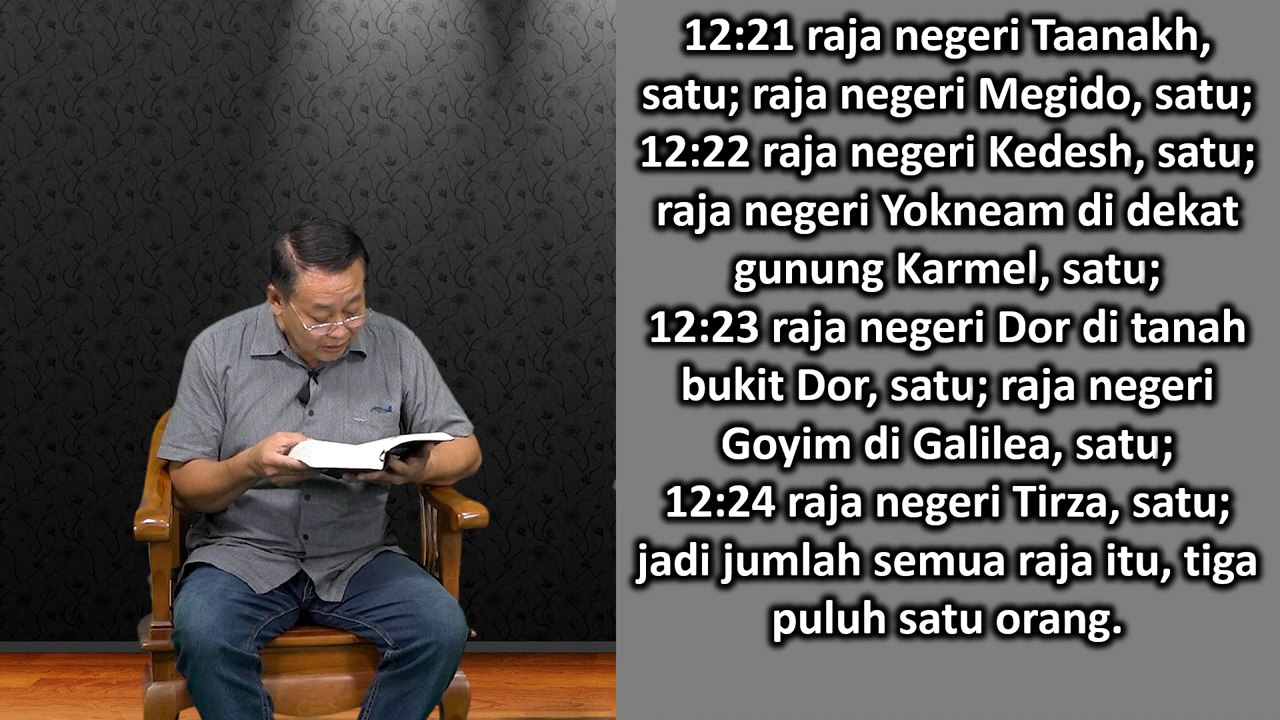 12:21 raja negeri Taanakh,
satu; raja negeri Megido, satu;
12:22 raja negeri Kedesh, satu;
raja negeri Yokneam di dekat
gunung Karmel, satu;
12:23 raja negeri Dor di tanah
bukit Dor, satu; raja negeri
Goyim di Galilea, satu;
12:24 raja negeri Tirza, satu;
jadi jumlah semua raja itu, tiga
puluh satu orang.